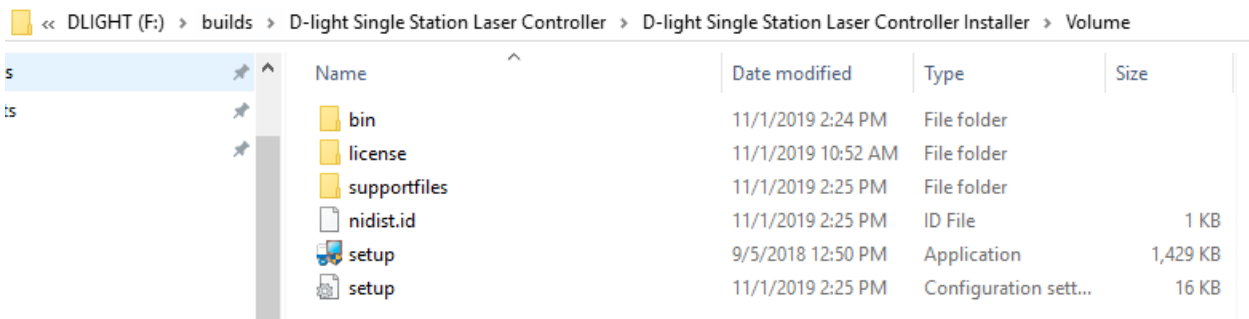 « DLIGHT (F:) > builds > D-light Single Station Laser Controller > D-light Single Station Laser Controller Installer > Volume
s
ts
Name Date modified Type Size
bin 11/1/2019 2:24 PM File folder
license 11/1/2019 10:52 AM File folder
supportfiles 11/1/2019 2:25 PM File folder
nidist.id 11/1/2019 2:25 PM ID File 1 KB
setup 9/5/2018 12:50 PM Application 1,429 KB
setup 11/1/2019 2:25 PM Configuration sett... 16 KB